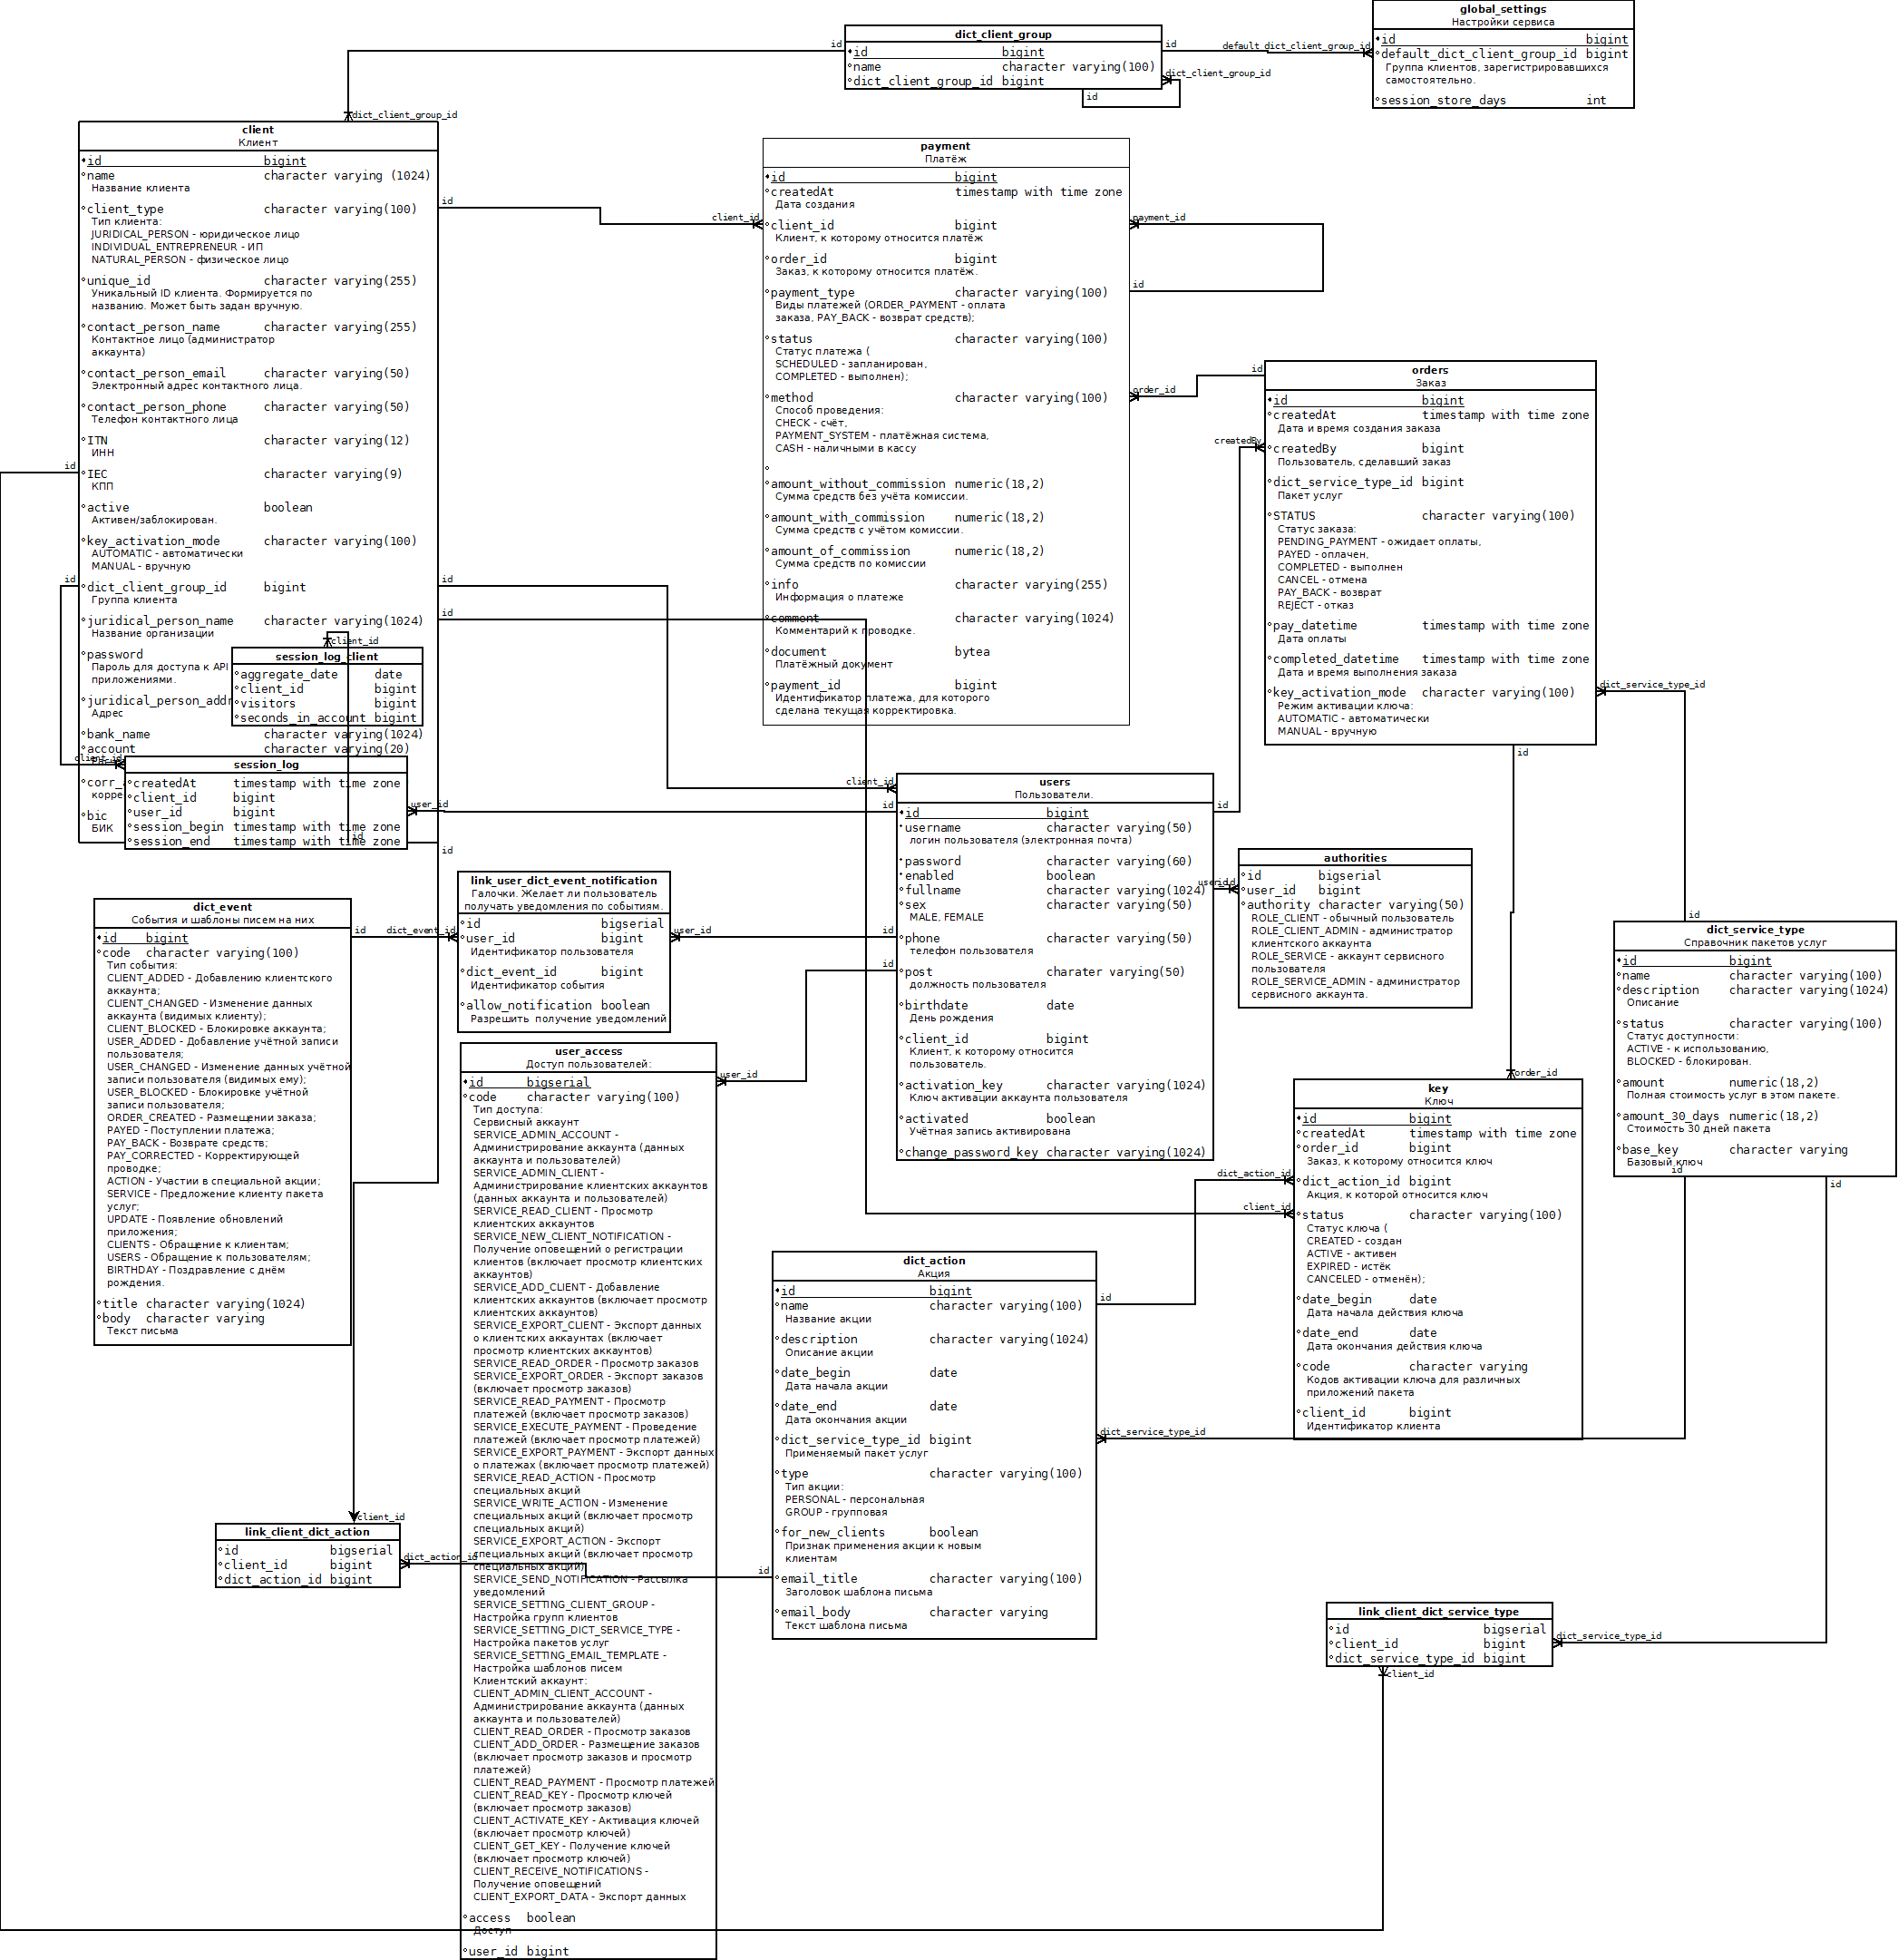 global_settings
Настройки сервиса
id bigint
default_dict_client_group_id bigint
Группа клиентов, зарегистрировавшихся
самостоятельно.
session_store_days int
dict_client_group
id bigint
name character varying(100)
dict_client_group_id bigint
id
id
default_dict_client_group_id
dict_client_group_id
id
dict_client_group_id
client
Клиент
id bigint
name character varying (1024)
Название клиента
client_type character varying(100)
Тип клиента:
JURIDICAL_PERSON - юридическое лицо
INDIVIDUAL_ENTREPRENEUR - ИП
NATURAL_PERSON - физическое лицо
unique_id character varying(255)
Уникальный ID клиента. Формируется по
названию. Может быть задан вручную.
contact_person_name character varying(255)
Контактное лицо (администратор
аккаунта)
contact_person_email character varying(50)
Электронный адрес контактного лица.
contact_person_phone character varying(50)
Телефон контактного лица
ITN character varying(12)
ИНН
IEC character varying(9)
КПП
active boolean
Активен/заблокирован.
key_activation_mode character varying(100)
AUTOMATIC - автоматически
MANUAL - вручную
dict_client_group_id bigint
Группа клиента
juridical_person_name character varying(1024)
Название организации
password
Пароль для доступа к API
приложениями.
juridical_person_addr
Адрес
bank_name character varying(1024)
account character varying(20)
corr_
корре
bic
БИК
id
id
id
id
id
id
client_id
session_log_client
aggregate_date date
client_id bigint
visitors bigint
seconds_in_account bigint
client_id
session_log
createdAt timestamp with time zone
client_id bigint
user_id bigint
session_begin timestamp with time zone
session_end timestamp with time zone
id
id
user_id
payment
Платёж
id bigint
createdAt timestamp with time zone
Дата создания
client_id bigint
Клиент, к которому относится платёж
order_id bigint
Заказ, к которому относится платёж.
payment_type character varying(100)
Виды платежей (ORDER_PAYMENT - оплата
заказа, PAY_BACK - возврат средств);
status character varying(100)
Статус платежа (
SCHEDULED - запланирован,
COMPLETED - выполнен);
method character varying(100)
Способ проведения:
CHECK - счёт,
PAYMENT_SYSTEM - платёжная система,
CASH - наличными в кассу
amount_without_commission numeric(18,2)
Сумма средств без учёта комиссии.
amount_with_commission numeric(18,2)
Сумма средств с учётом комиссии.
amount_of_commission numeric(18,2)
Сумма средств по комиссии
info character varying(255)
Информация о платеже
comment character varying(1024)
Комментарий к проводке.
document bytea
Платёжный документ
payment_id bigint
Идентификатор платежа, для которого
сделана текущая корректировка.
client_id
payment_id
id
order_id
id
orders
Заказ
id bigint
createdAt timestamp with time zone
Дата и время создания заказа
createdBy bigint
Пользователь, сделавший заказ
dict_service_type_id bigint
Пакет услуг
STATUS character varying(100)
Статус заказа:
PENDING_PAYMENT - ожидает оплаты,
PAYED - оплачен,
COMPLETED - выполнен
CANCEL - отмена
PAY_BACK - возврат
REJECT - отказ
pay_datetime timestamp with time zone
Дата оплаты
completed_datetime timestamp with time zone
Дата и время выполнения заказа
key_activation_mode character varying(100)
Режим активации ключа:
AUTOMATIC - автоматически
MANUAL - вручную
createdBy
dict_service_type_id
id
users
Пользователи.
id bigint
username character varying(50)
логин пользователя (электронная почта)
password character varying(60)
enabled boolean
fullname character varying(1024)
sex character varying(50)
MALE, FEMALE
phone character varying(50)
телефон пользователя
post charater varying(50)
должность пользователя
birthdate date
День рождения
client_id bigint
Клиент, к которому относится
пользователь.
activation_key character varying(1024)
Ключ активации аккаунта пользователя
activated boolean
Учётная запись активирована
change_password_key character varying(1024)
client_id
id
id
id
id
user_id
authorities
id bigserial
user_id bigint
authority character varying(50)
ROLE_CLIENT - обычный пользователь
ROLE_CLIENT_ADMIN - администратор
клиентского аккаунта
ROLE_SERVICE - аккаунт сервисного
пользователя
ROLE_SERVICE_ADMIN - администратор
сервисного аккаунта.
link_user_dict_event_notification
Галочки. Желает ли пользователь
получать уведомления по событиям.
id bigserial
user_id bigint
Идентификатор пользователя
dict_event_id bigint
Идентификатор события
allow_notification boolean
Разрешить получение уведомлений
id
dict_event_id
user_id
dict_event
События и шаблоны писем на них
id bigint
code character varying(100)
Тип события:
CLIENT_ADDED - Добавлению клиентского
аккаунта;
CLIENT_CHANGED - Изменение данных
аккаунта (видимых клиенту);
CLIENT_BLOCKED - Блокировке аккаунта;
USER_ADDED - Добавление учётной записи
пользователя;
USER_CHANGED - Изменение данных учётной
записи пользователя (видимых ему);
USER_BLOCKED - Блокировке учётной
записи пользователя;
ORDER_CREATED - Размещении заказа;
PAYED - Поступлении платежа;
PAY_BACK - Возврате средств;
PAY_CORRECTED - Корректирующей
проводке;
ACTION - Участии в специальной акции;
SERVICE - Предложение клиенту пакета
услуг;
UPDATE - Появление обновлений
приложения;
CLIENTS - Обращение к клиентам;
USERS - Обращение к пользователям;
BIRTHDAY - Поздравление с днём
рождения.
title character varying(1024)
body character varying
Текст письма
user_access
Доступ пользователей:
id bigserial
code character varying(100)
Тип доступа:
Сервисный аккаунт
SERVICE_ADMIN_ACCOUNT -
Администрирование аккаунта (данных
аккаунта и пользователей)
SERVICE_ADMIN_CLIENT -
Администрирование клиентских аккаунтов
(данных аккаунта и пользователей)
SERVICE_READ_CLIENT - Просмотр
клиентских аккаунтов
SERVICE_NEW_CLIENT_NOTIFICATION -
Получение оповещений о регистрации
клиентов (включает просмотр клиентских
аккаунтов)
SERVICE_ADD_CLIENT - Добавление
клиентских аккаунтов (включает просмотр
клиентских аккаунтов)
SERVICE_EXPORT_CLIENT - Экспорт данных
о клиентских аккаунтах (включает
просмотр клиентских аккаунтов)
SERVICE_READ_ORDER - Просмотр заказов
SERVICE_EXPORT_ORDER - Экспорт заказов
(включает просмотр заказов)
SERVICE_READ_PAYMENT - Просмотр
платежей (включает просмотр заказов)
SERVICE_EXECUTE_PAYMENT - Проведение
платежей (включает просмотр платежей)
SERVICE_EXPORT_PAYMENT - Экспорт данных
о платежах (включает просмотр платежей)
SERVICE_READ_ACTION - Просмотр
специальных акций
SERVICE_WRITE_ACTION - Изменение
специальных акций (включает просмотр
специальных акций)
SERVICE_EXPORT_ACTION - Экспорт
специальных акций (включает просмотр
специальных акций)
SERVICE_SEND_NOTIFICATION - Рассылка
уведомлений
SERVICE_SETTING_CLIENT_GROUP -
Настройка групп клиентов
SERVICE_SETTING_DICT_SERVICE_TYPE -
Настройка пакетов услуг
SERVICE_SETTING_EMAIL_TEMPLATE -
Настройка шаблонов писем
Клиентский аккаунт:
CLIENT_ADMIN_CLIENT_ACCOUNT -
Администрирование аккаунта (данных
аккаунта и пользователей)
CLIENT_READ_ORDER - Просмотр заказов
CLIENT_ADD_ORDER - Размещение заказов
(включает просмотр заказов и просмотр
платежей)
CLIENT_READ_PAYMENT - Просмотр платежей
CLIENT_READ_KEY - Просмотр ключей
(включает просмотр заказов)
CLIENT_ACTIVATE_KEY - Активация ключей
(включает просмотр ключей)
CLIENT_GET_KEY - Получение ключей
(включает просмотр ключей)
CLIENT_RECEIVE_NOTIFICATIONS -
Получение оповещений
CLIENT_EXPORT_DATA - Экспорт данных
access boolean
Доступ
user_id bigint
user_id
dict_service_type
Справочник пакетов услуг
id bigint
name character varying(100)
description character varying(1024)
Описание
status character varying(100)
Статус доступности:
ACTIVE - к использованию,
BLOCKED - блокирован.
amount numeric(18,2)
Полная стоимость услуг в этом пакете.
amount_30_days numeric(18,2)
Стоимость 30 дней пакета
base_key character varying
Базовый ключ
id
id
id
key
Ключ
id bigint
createdAt timestamp with time zone
order_id bigint
Заказ, к которому относится ключ
dict_action_id bigint
Акция, к которой относится ключ
status character varying(100)
Статус ключа (
CREATED - создан
ACTIVE - активен
EXPIRED - истёк
CANCELED - отменён);
date_begin date
Дата начала действия ключа
date_end date
Дата окончания действия ключа
code character varying
Кодов активации ключа для различных
приложений пакета
client_id bigint
Идентификатор клиента
order_id
dict_action_id
client_id
dict_action
Акция
id bigint
name character varying(100)
Название акции
description character varying(1024)
Описание акции
date_begin date
Дата начала акции
date_end date
Дата окончания акции
dict_service_type_id bigint
Применяемый пакет услуг
type character varying(100)
Тип акции:
PERSONAL - персональная
GROUP - групповая
for_new_clients boolean
Признак применения акции к новым
клиентам
email_title character varying(100)
Заголовок шаблона письма
email_body character varying
Текст шаблона письма
id
dict_service_type_id
id
link_client_dict_action
id bigserial
client_id bigint
dict_action_id bigint
client_id
dict_action_id
link_client_dict_service_type
id bigserial
client_id bigint
dict_service_type_id bigint
dict_service_type_id
client_id